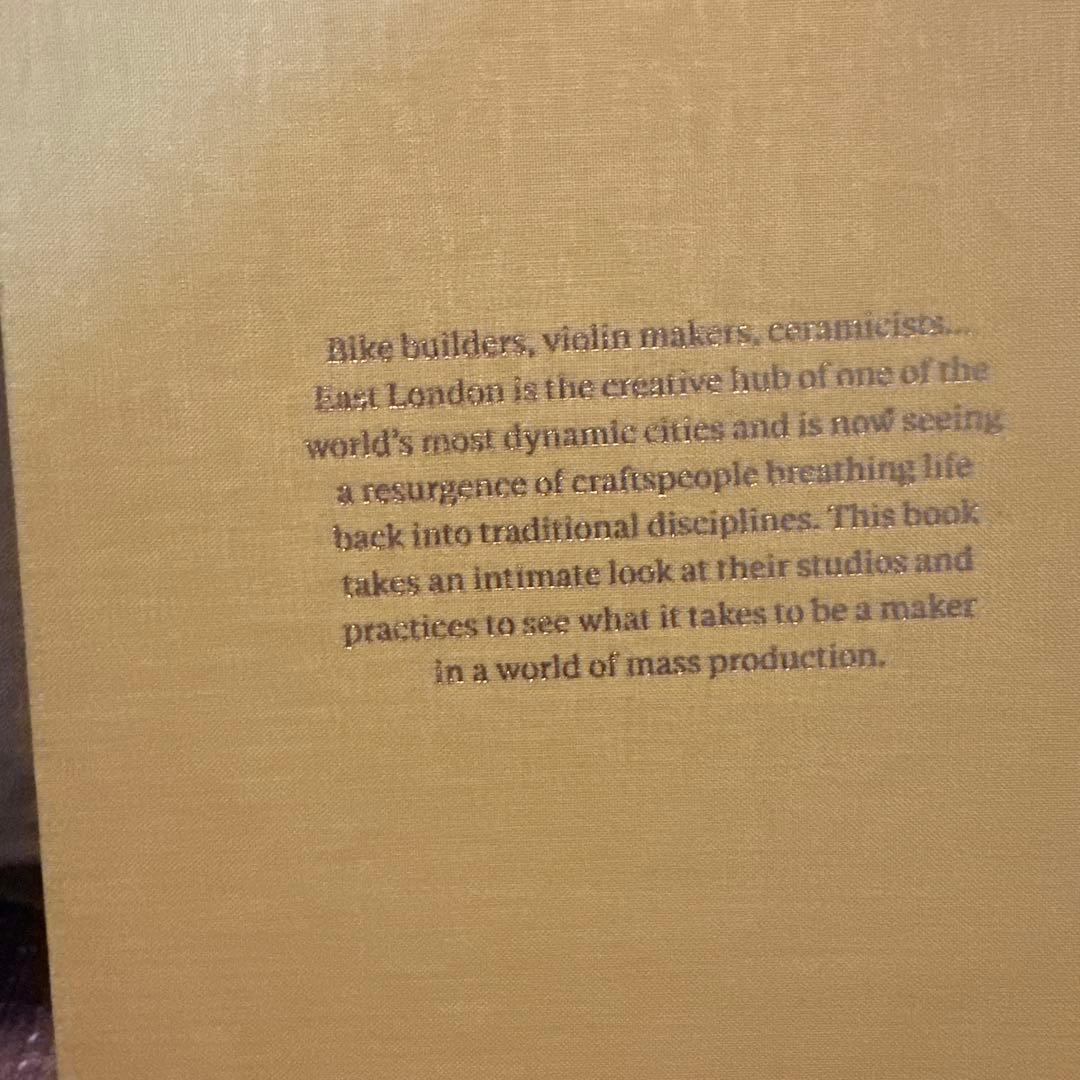 Bike builders, violin makers, ceramicists...
East London is the creative hub of one of the
world's most dynamic cities and is now seeing
a resurgence of craftspeople breathing life
back into traditional disciplines. This book
takes an intimate look at their studios and
practices to see what it takes to be a maker
in a world of mass production.